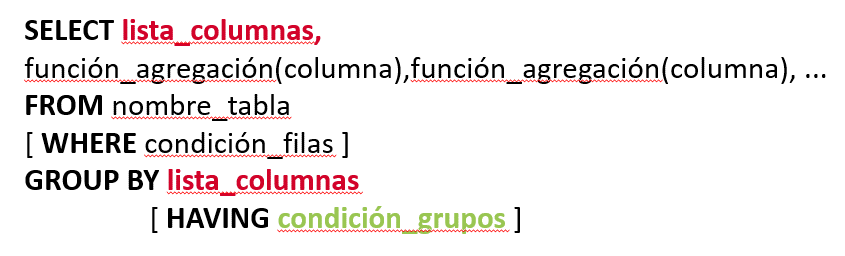 SELECT lista_columnas,
función_agregación(columna),función_agregación(columna), ...
FROM nombre_tabla
[ WHERE condición_filas ]
GROUP BY lista_columnas
[ HAVING condición_grupos ]